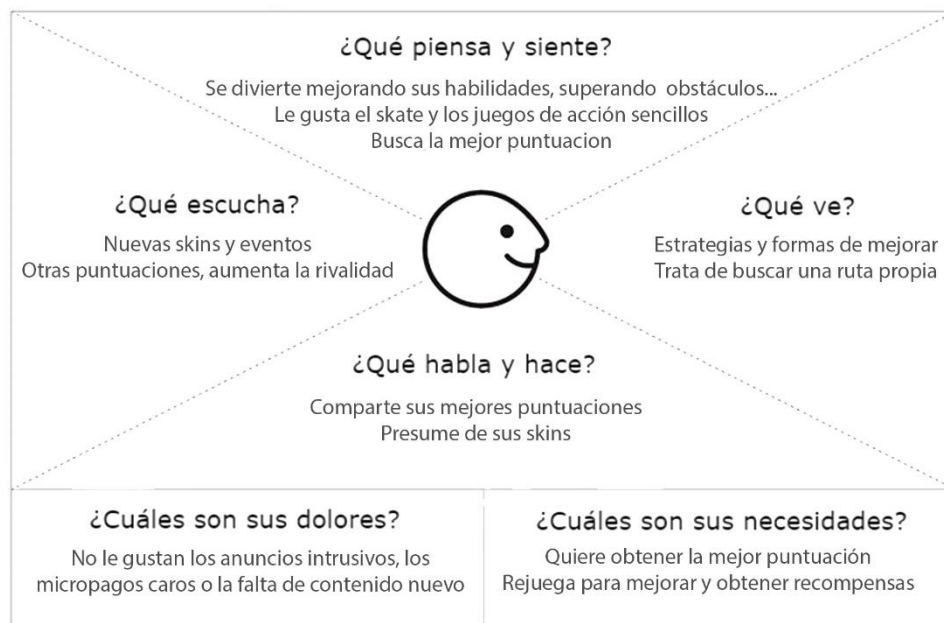 ¿Qué piensa y siente?
Se divierte mejorando sus habilidades, superando obstáculos...
Le gusta el skate y los juegos de acción sencillos
Busca la mejor puntuacion
¿Qué escucha?
Nuevas skins y eventos
Otras puntuaciones, aumenta la rivalidad
¿Qué ve?
Estrategias y formas de mejorar
Trata de buscar una ruta propia
¿Qué habla y hace?
Comparte sus mejores puntuaciones
Presume de sus skins
¿Cuáles son sus dolores?
No le gustan los anuncios intrusivos, los
micropagos caros o la falta de contenido nuevo
¿Cuáles son sus necesidades?
Quiere obtener la mejor puntuación
Rejuega para mejorar y obtener recompensas